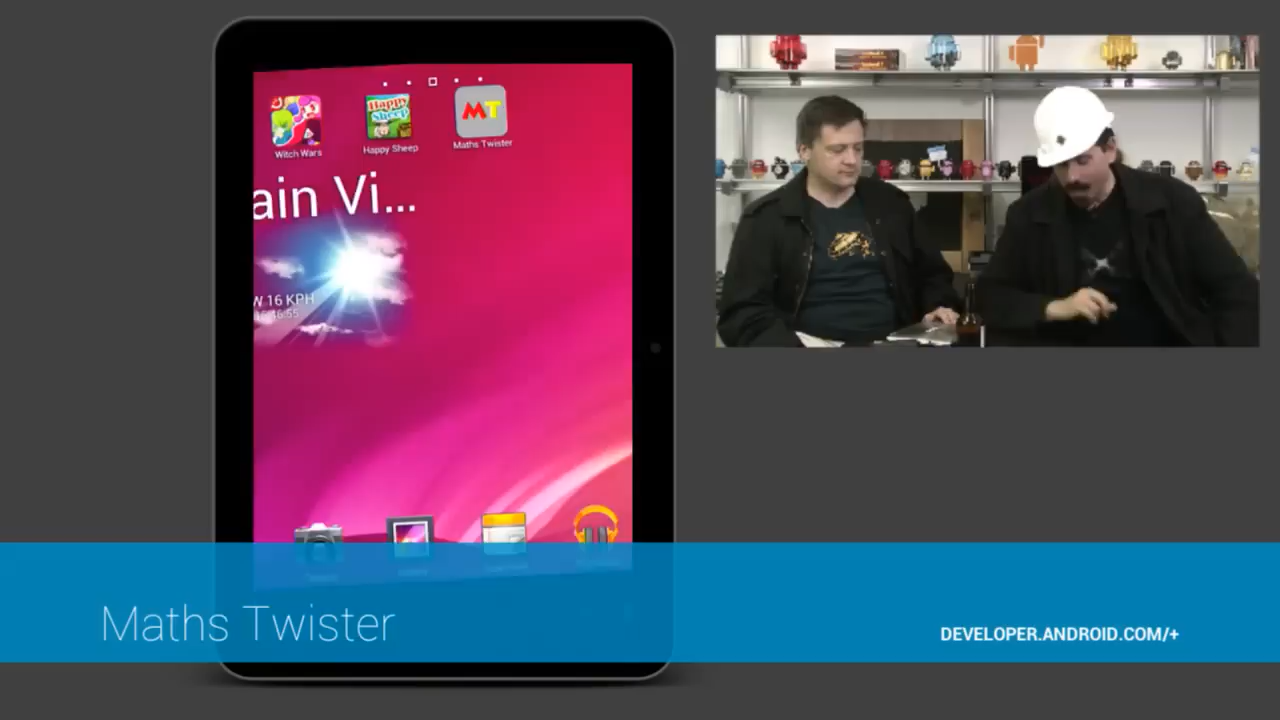 Witch Wars
Happy Sheep
Happy Sheep
MT
Maths Twister
ain Vi...
W 16 KPH
Maths Twister
DEVELOPER.ANDROID.COM/+